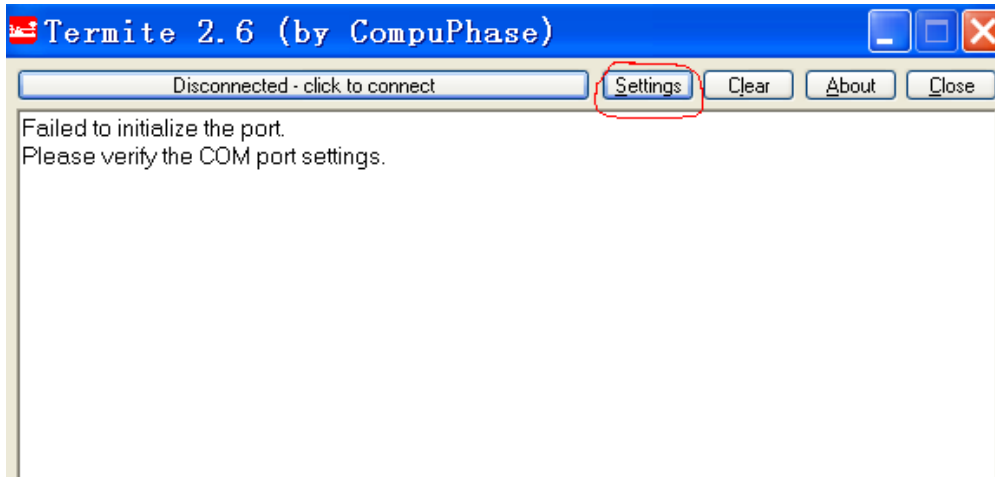 Termite 2.6 (by CompuPhase)
Disconnected - click to connect Settings Clear About Close
Failed to initialize the port.
Please verify the COM port settings.